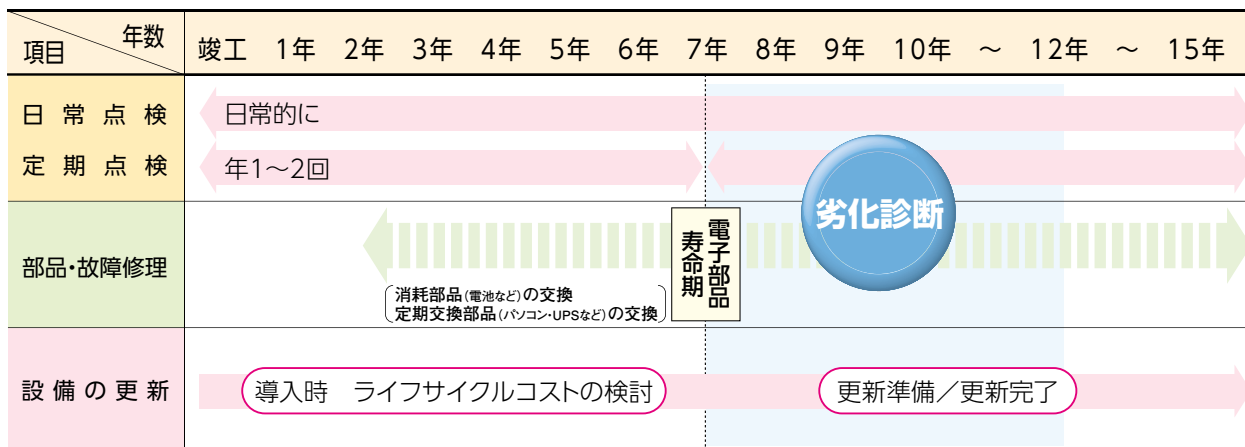 項目
年数
竣工 1年 2年 3年 4年 5年 6年 7年 8年 9年 10年 ～ 12年 ～ 15年
日常点検
日常的に
定期点検
年1～2回
劣化診断
部品・故障修理
電子部品
寿命期
消耗部品(電池など)の交換
定期交換部品(パソコン・UPSなど)の交換
設備の更新
導入時 ライフサイクルコストの検討
更新準備／更新完了